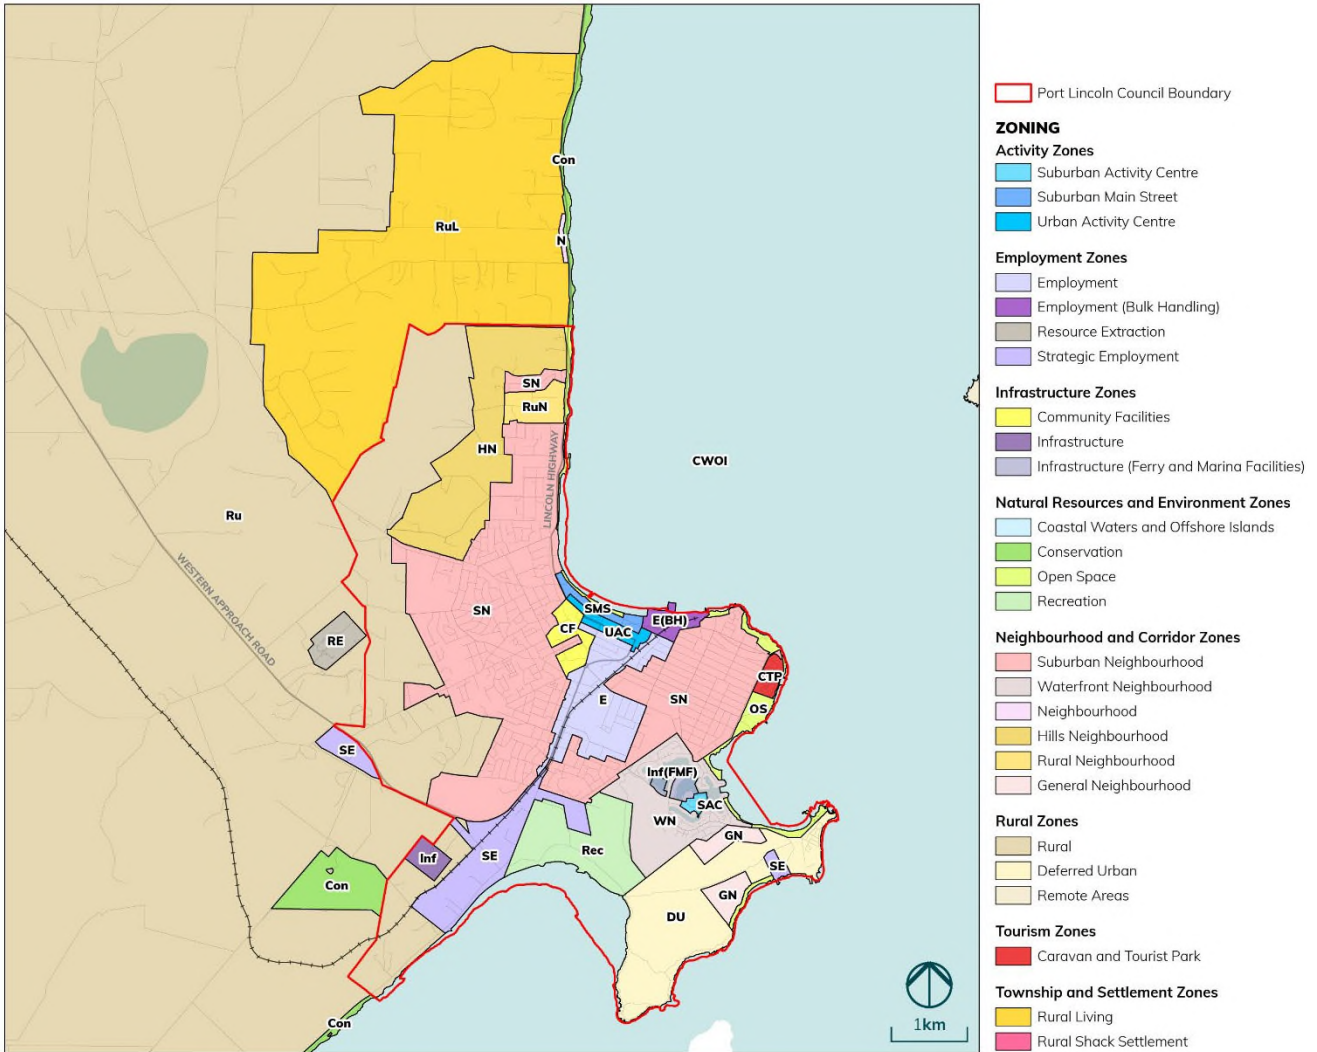 Con
N
RuL
SN
RuN
HN
LINCOLN HIGHWAY
CWOI
Ru
WESTERN APPROACH ROAD
SN
SMS
E(BH)
CF
UAC
RE
CTP
E
SN
OS
SE
Inf(FMF)
SAC
WN
GN
Inf
SE
Rec
SE
Con
GN
DU
Con
1km
Port Lincoln Council Boundary
ZONING
Activity Zones
Suburban Activity Centre
Suburban Main Street
Urban Activity Centre
Employment Zones
Employment
Employment (Bulk Handling)
Resource Extraction
Strategic Employment
Infrastructure Zones
Community Facilities
Infrastructure
Infrastructure (Ferry and Marina Facilities)
Natural Resources and Environment Zones
Coastal Waters and Offshore Islands
Conservation
Open Space
Recreation
Neighbourhood and Corridor Zones
Suburban Neighbourhood
Waterfront Neighbourhood
Neighbourhood
Hills Neighbourhood
Rural Neighbourhood
General Neighbourhood
Rural Zones
Rural
Deferred Urban
Remote Areas
Tourism Zones
Caravan and Tourist Park
Township and Settlement Zones
Rural Living
Rural Shack Settlement